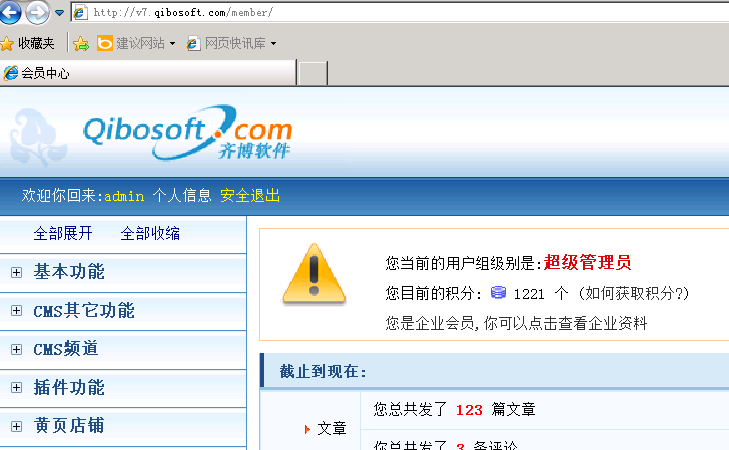 http://v7.qibosoft.com/member/
收藏夹 建议网站 网页快讯库
会员中心
Qibosoft.com
齐博软件
欢迎你回来:admin 个人信息 安全退出
全部展开 全部收缩
基本功能
CMS其它功能
CMS频道
插件功能
黄页店铺
您当前的用户组级别是:超级管理员
您目前的积分: 1221 个 (如何获取积分?)
您是企业会员,你可以点击查看企业资料
截止到现在:
文章
您总共发了 123 篇文章
您总共发了 3 条评论